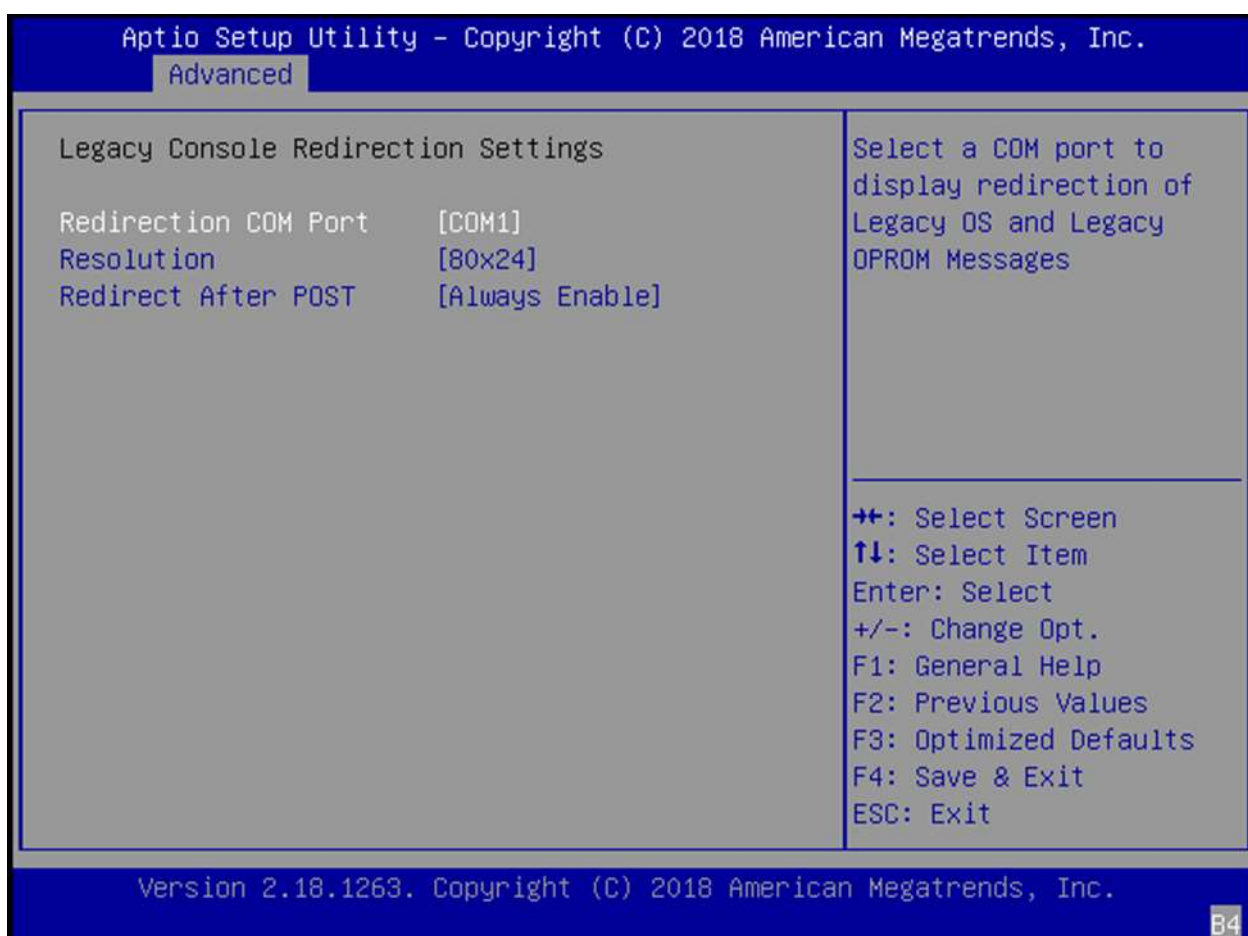 Aptio Setup Utility – Copyright (C) 2018 American Megatrends, Inc.
Advanced
Legacy Console Redirection Settings
Redirection COM Port [COM1]
Resolution [80x24]
Redirect After POST [Always Enable]
Select a COM port to
display redirection of
Legacy OS and Legacy
OPROM Messages
→←: Select Screen
↑↓: Select Item
Enter: Select
+/-: Change Opt.
F1: General Help
F2: Previous Values
F3: Optimized Defaults
F4: Save & Exit
ESC: Exit
Version 2.18.1263. Copyright (C) 2018 American Megatrends, Inc.
B4